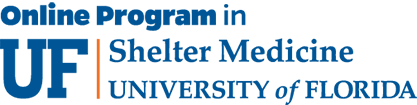 Online Program in
UF
Shelter Medicine
UNIVERSITY of FLORIDA